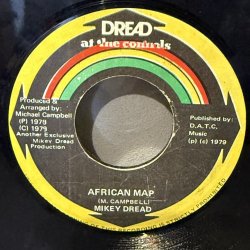 DREAD
at the controls
Produced &
Arranged by:
Michael Campbell
(P) 1979
(C) 1979
Another Exclusive
Mikey Dread
Production
Published by:
D.A.T.C.
Music
(p) (c) 1979
AFRICAN MAP
(M. CAMPBELL)
MIKEY DREAD